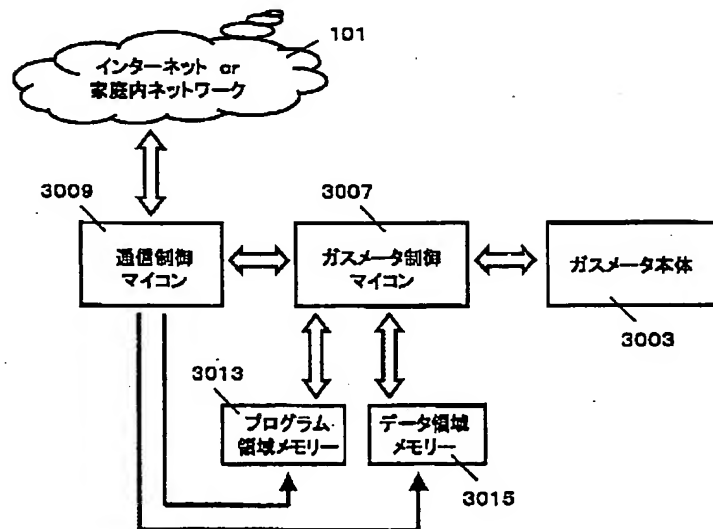 101
インターネット or
家庭内ネットワーク
3009
3007
通信制御
マイコン
ガスメータ制御
マイコン
ガスメータ本体
3003
3013
プログラム
領域メモリー
データ領域
メモリー
3015